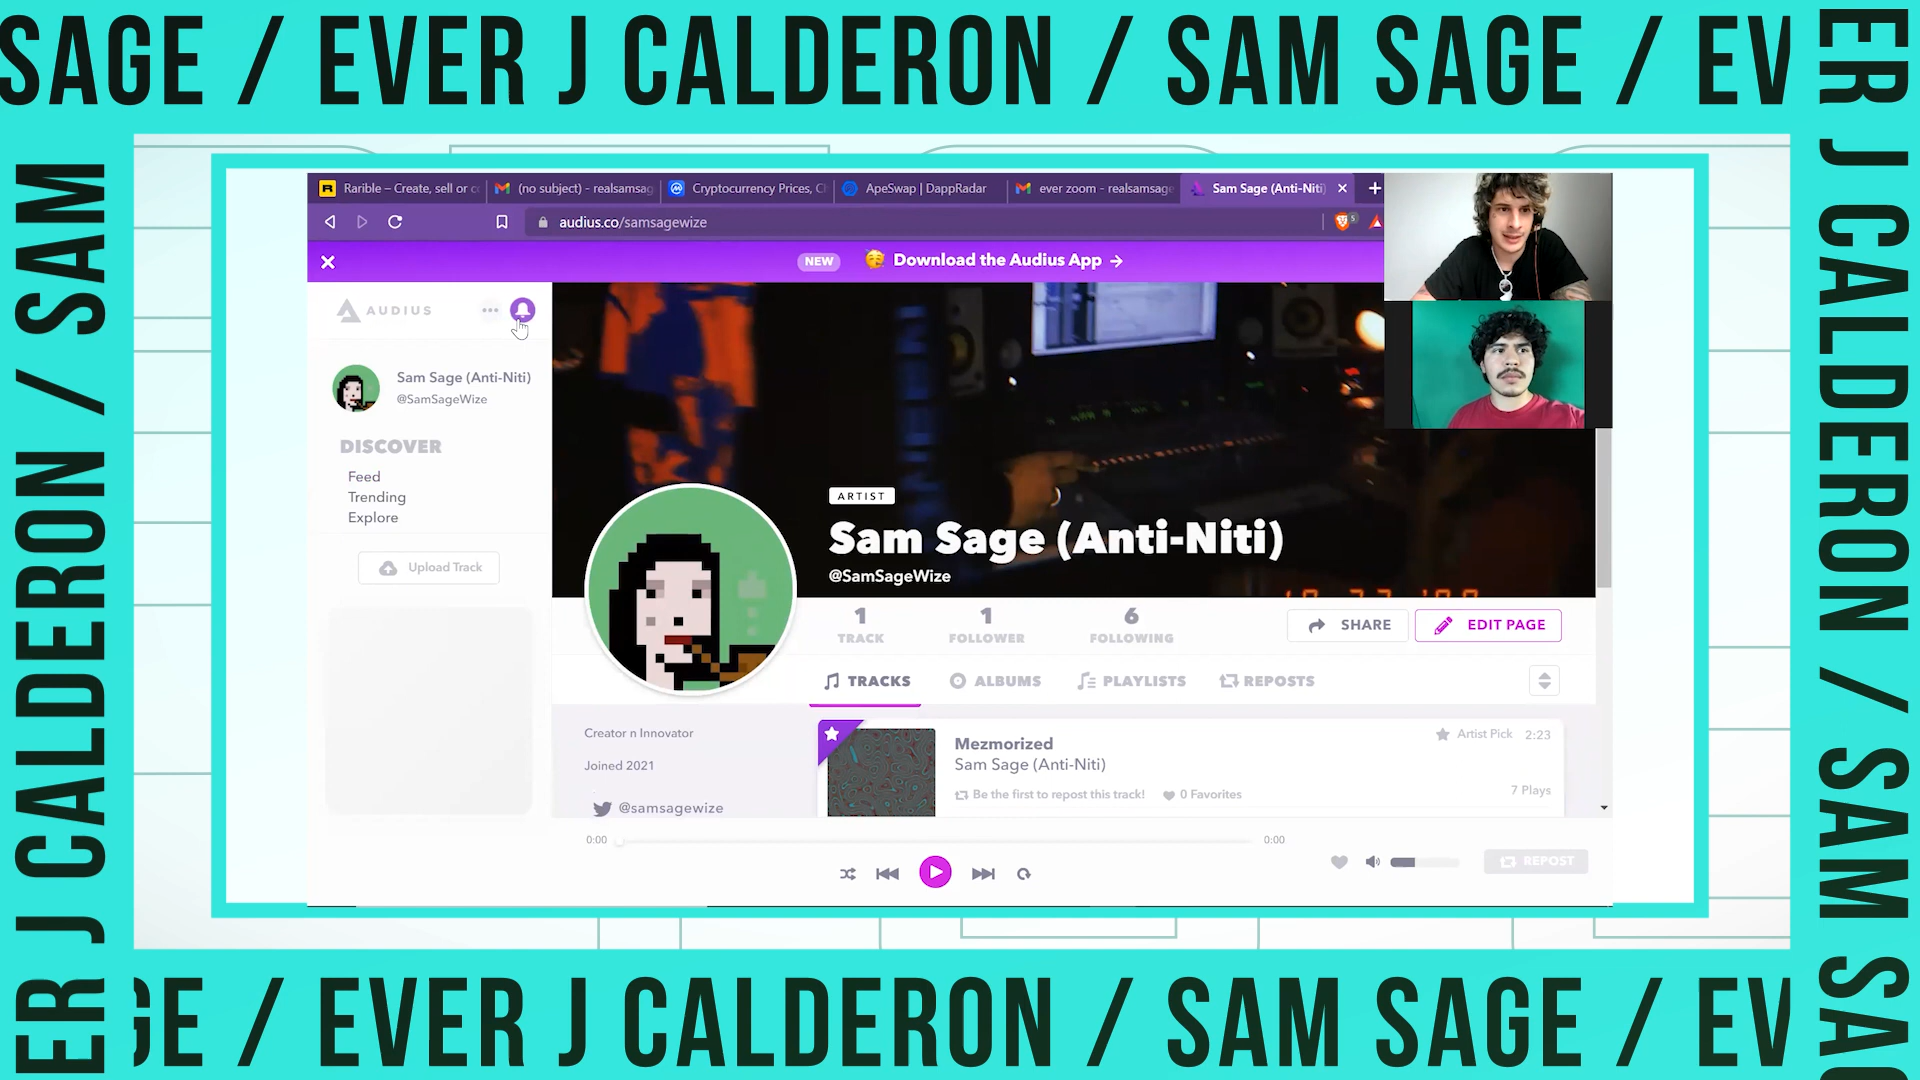 SAGE / EVER J CALDERON / SAM SAGE / EV
ER J CALDERON / SAM SAG
ER J CALDERON / SAM
Rarible – Create, sell or co
(no subject) - realsamsag
Cryptocurrency Prices, C
ApeSwap | DappRadar
ever zoom - realsamsage
Sam Sage (Anti-Niti)
audius.co/samsagewize
5
NEW
Download the Audius App →
AUDIUS
Sam Sage (Anti-Niti)
@SamSageWize
DISCOVER
Feed
Trending
Explore
Upload Track
ARTIST
Sam Sage (Anti-Niti)
@SamSageWize
1 TRACK
1 FOLLOWER
6 FOLLOWING
SHARE
EDIT PAGE
TRACKS
ALBUMS
PLAYLISTS
REPOSTS
Creator n Innovator
Joined 2021
@samsagewize
Mezmorized
Sam Sage (Anti-Niti)
Be the first to repost this track!
0 Favorites
Artist Pick
2:23
7 Plays
0:00
0:00
REPOST
GE / EVER J CALDERON / SAM SAGE / EV